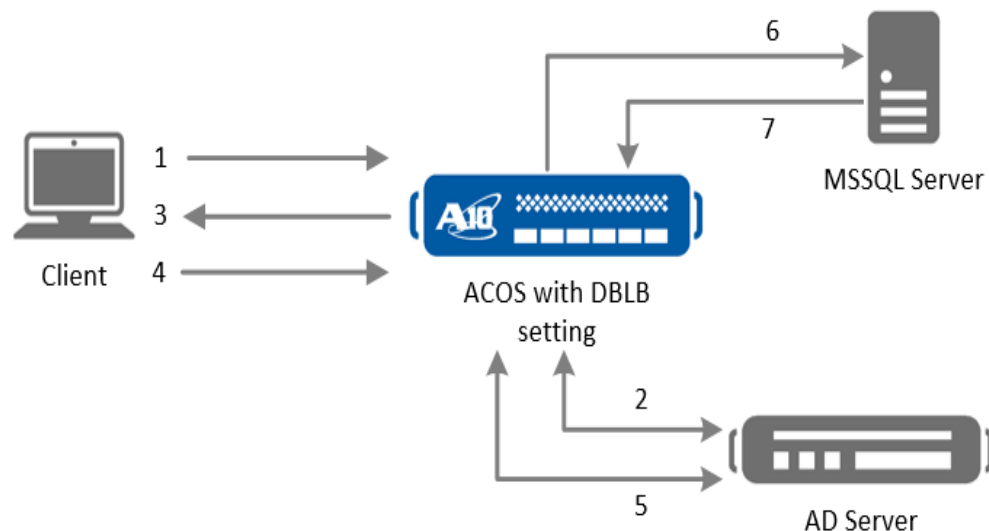 6
1
7
MSSQL Server
3
A10
Client
4
ACOS with DBLB
setting
2
5
AD Server